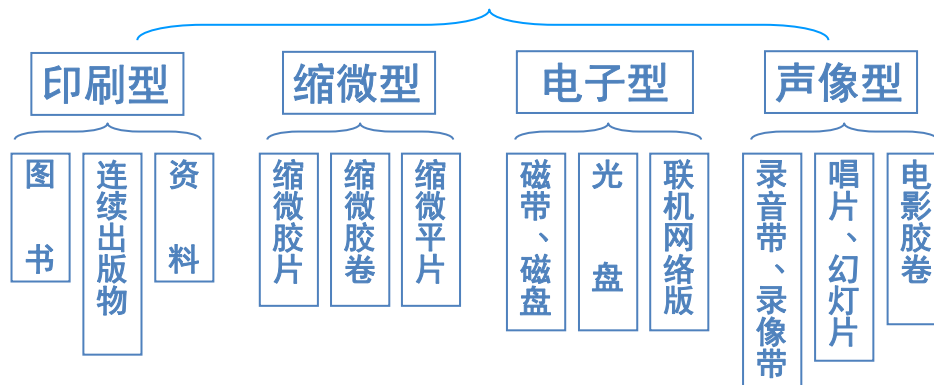 印刷型
缩微型
电子型
声像型
图书
连续出版物
资料
缩微胶片
缩微胶卷
缩微平片
磁带、磁盘
光盘
联机网络版
录音带、录像带
唱片、幻灯片
电影胶卷